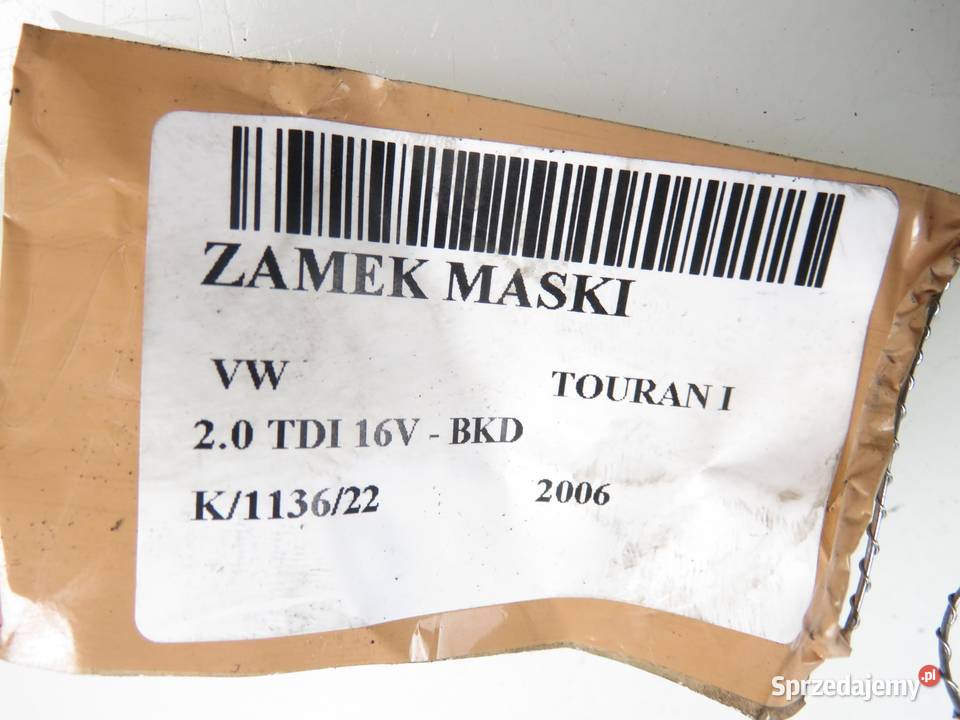 ZAMEK MASKI
VW TOURAN I
2.0 TDI 16V - BKD
K/1136/22 2006
Sprzedajemy.pl